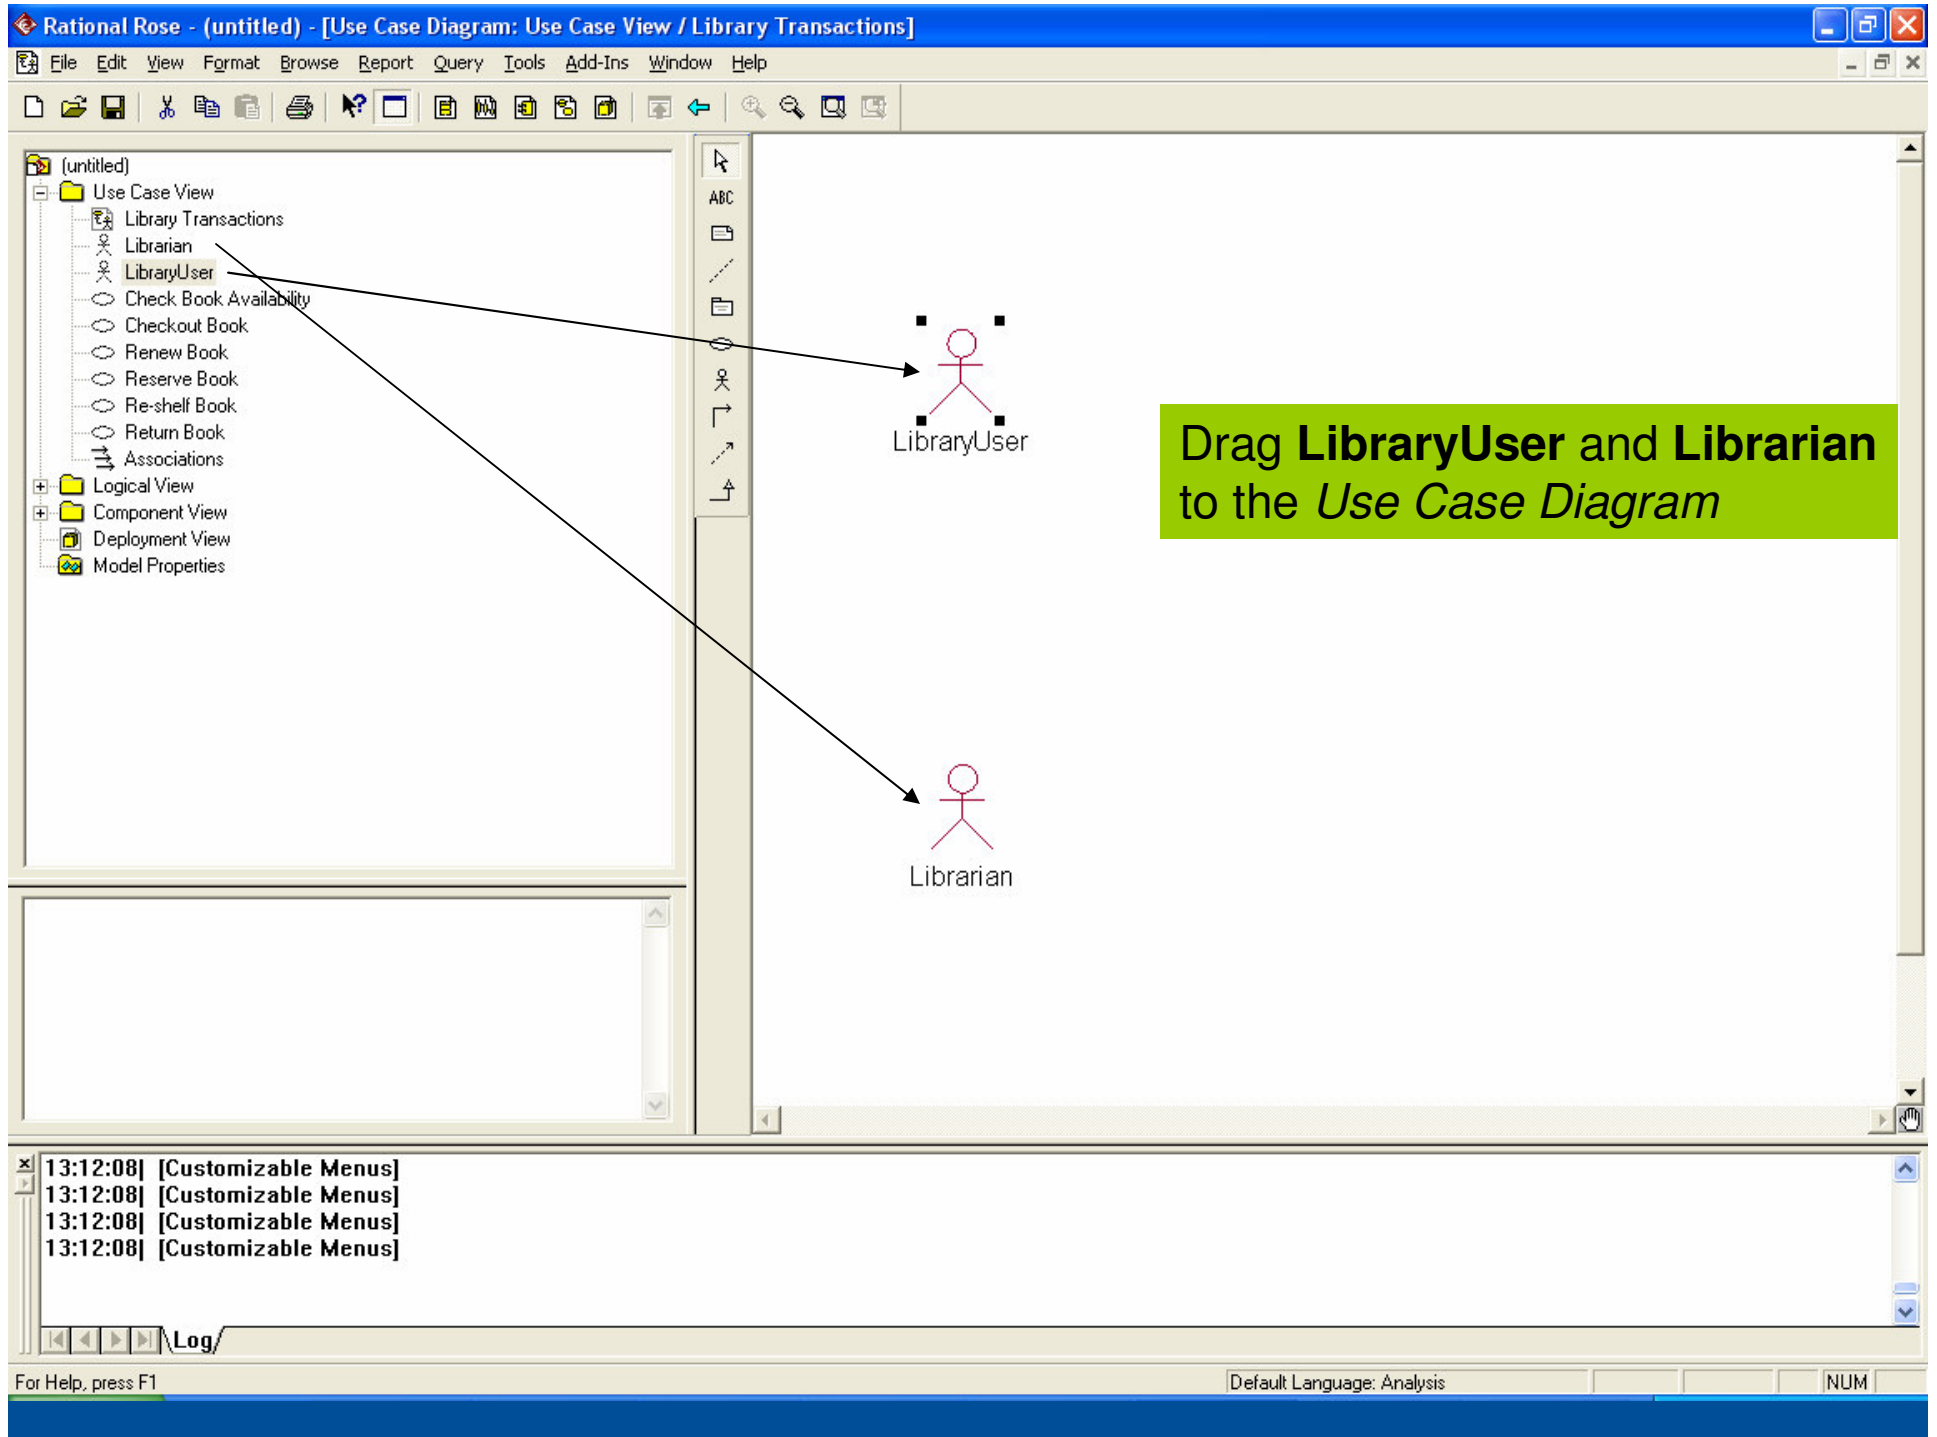 Rational Rose - (untitled) - [Use Case Diagram: Use Case View / Library Transactions]
File Edit View Format Browse Report Query Tools Add-Ins Window Help
(untitled)
Use Case View
Library Transactions
Librarian
LibraryUser
Check Book Availability
Checkout Book
Renew Book
Reserve Book
Re-shelf Book
Return Book
Associations
Logical View
Component View
Deployment View
Model Properties
ABC
LibraryUser
Drag LibraryUser and Librarian
to the Use Case Diagram
Librarian
13:12:08| [Customizable Menus]
13:12:08| [Customizable Menus]
13:12:08| [Customizable Menus]
13:12:08| [Customizable Menus]
Log
For Help, press F1 Default Language: Analysis NUM